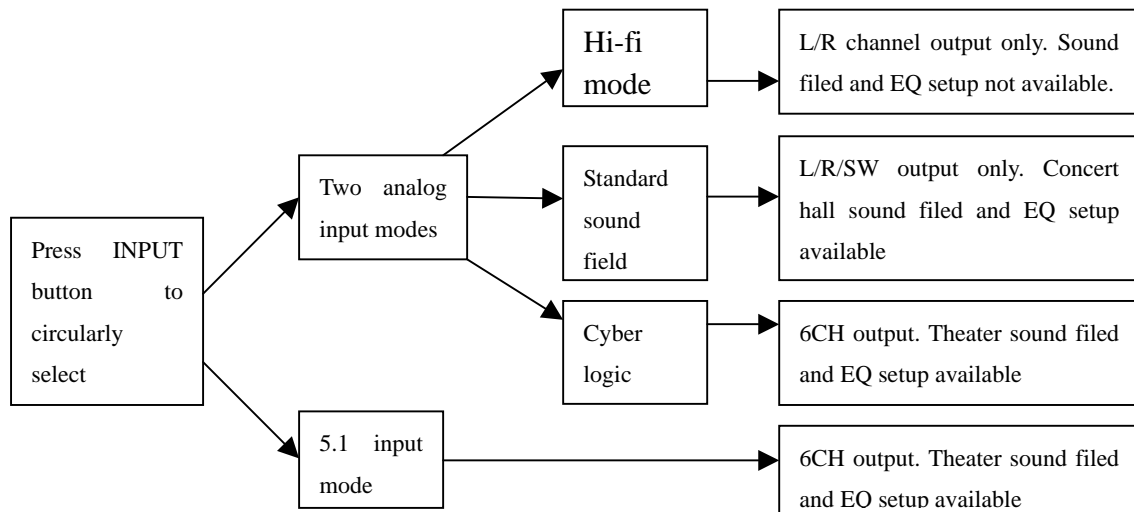 Press INPUT
button to
circularly
select
Two analog
input modes
5.1 input
mode
Hi-fi
mode
Standard
sound
field
Cyber
logic
L/R channel output only. Sound
filed and EQ setup not available.
L/R/SW output only. Concert
hall sound filed and EQ setup
available
6CH output. Theater sound filed
and EQ setup available
6CH output. Theater sound filed
and EQ setup available